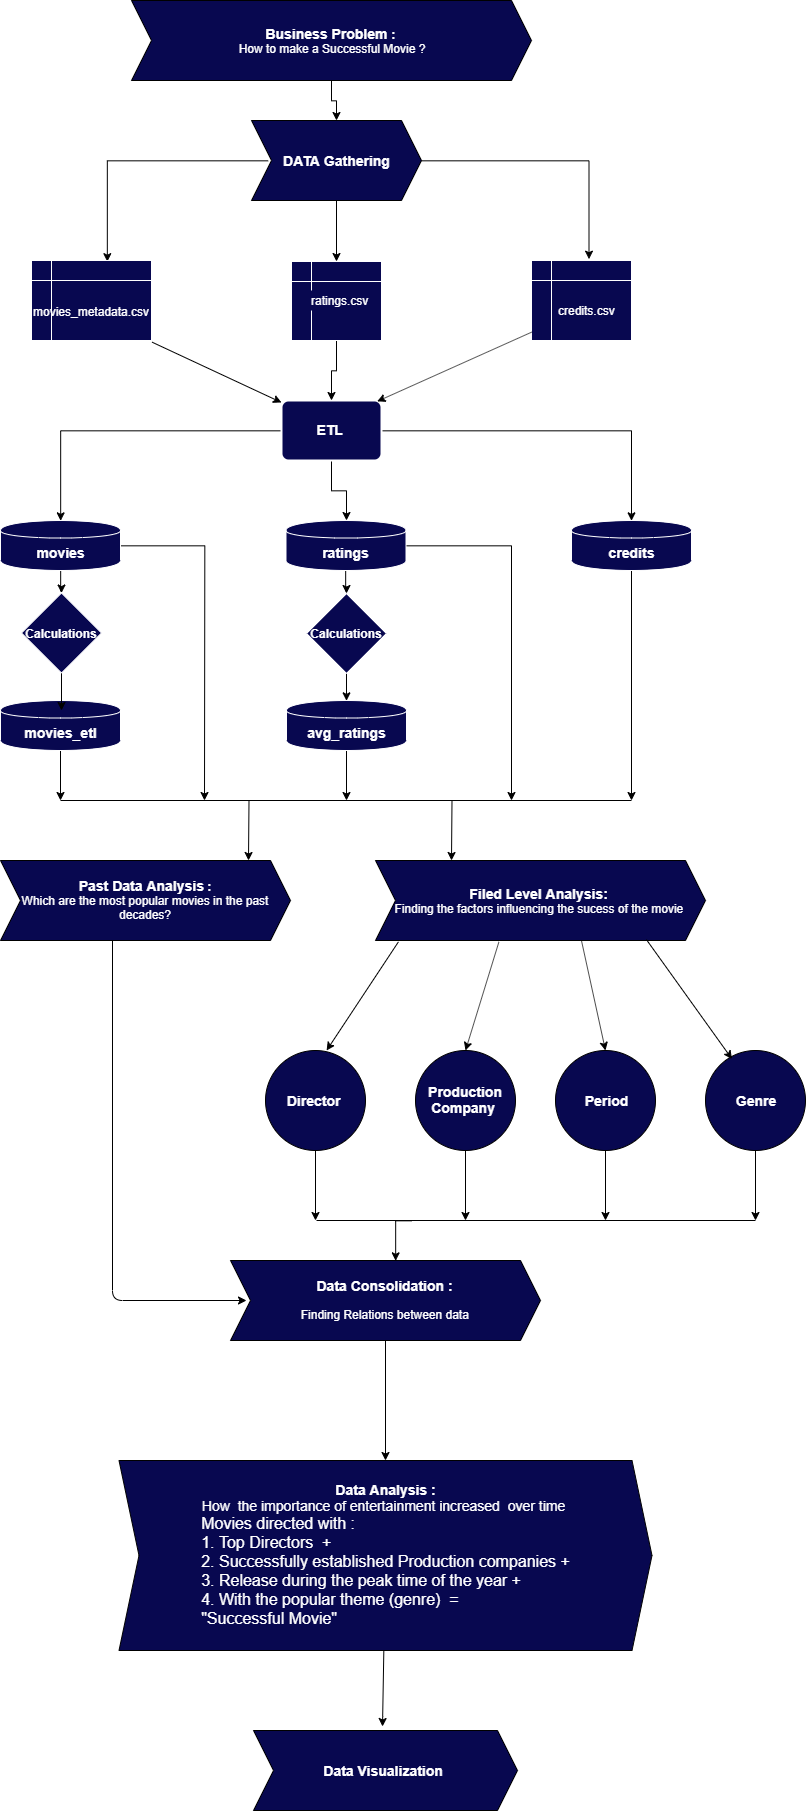 Business Problem :
How to make a Successful Movie ?
DATA Gathering
movies_metadata.csv
ratings.csv
credits.csv
ETL
movies
ratings
credits
Calculations
Calculations
movies_etl
avg_ratings
Past Data Analysis :
Which are the most popular movies in the past
decades?
Filed Level Analysis:
Finding the factors influencing the sucess of the movie
Director
Production
Company
Period
Genre
Data Consolidation :
Finding Relations between data
Data Analysis :
How the importance of entertainment increased over time
Movies directed with :
1. Top Directors +
2. Successfully established Production companies +
3. Release during the peak time of the year +
4. With the popular theme (genre) =
"Successful Movie"
Data Visualization